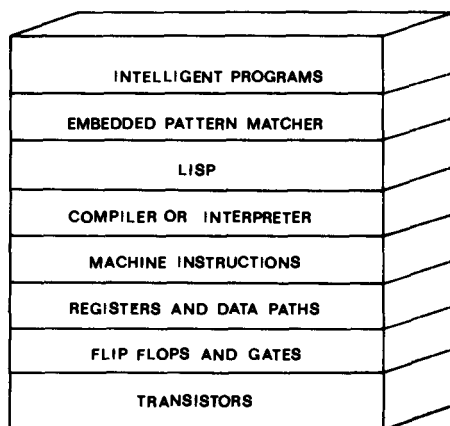 INTELLIGENT PROGRAMS
EMBEDDED PATTERN MATCHER
LISP
COMPILER OR INTERPRETER
MACHINE INSTRUCTIONS
REGISTERS AND DATA PATHS
FLIP FLOPS AND GATES
TRANSISTORS